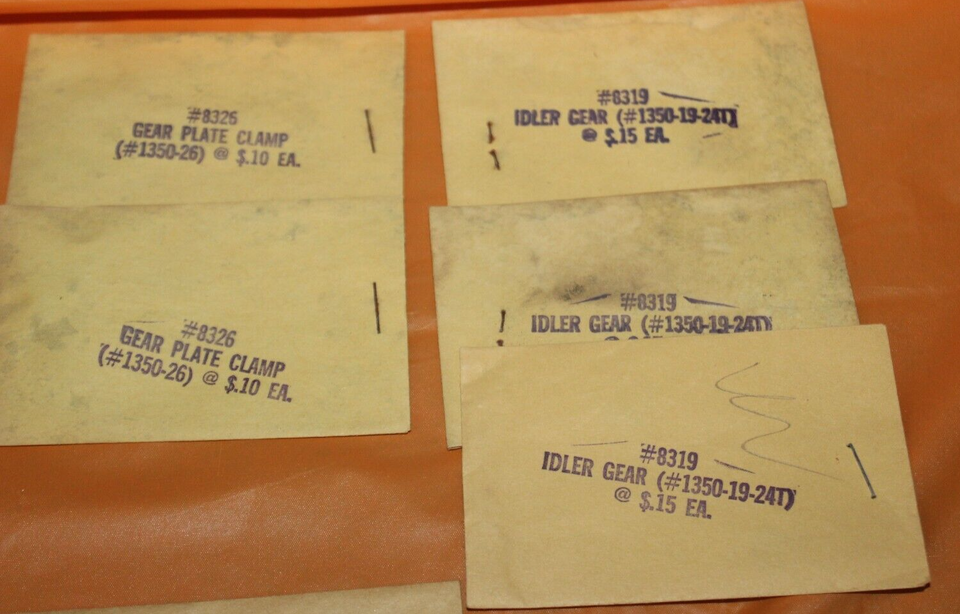 #8326
GEAR PLATE CLAMP
(#1350-26) @ $.10 EA.
#8319
IDLER GEAR (#1350-19-24T)
@ $.15 EA.
#8326
GEAR PLATE CLAMP
(#1350-26) @ $.10 EA.
#8319
IDLER GEAR (#1350-19-24T)
#8319
IDLER GEAR (#1350-19-24T)
@ $.15 EA.